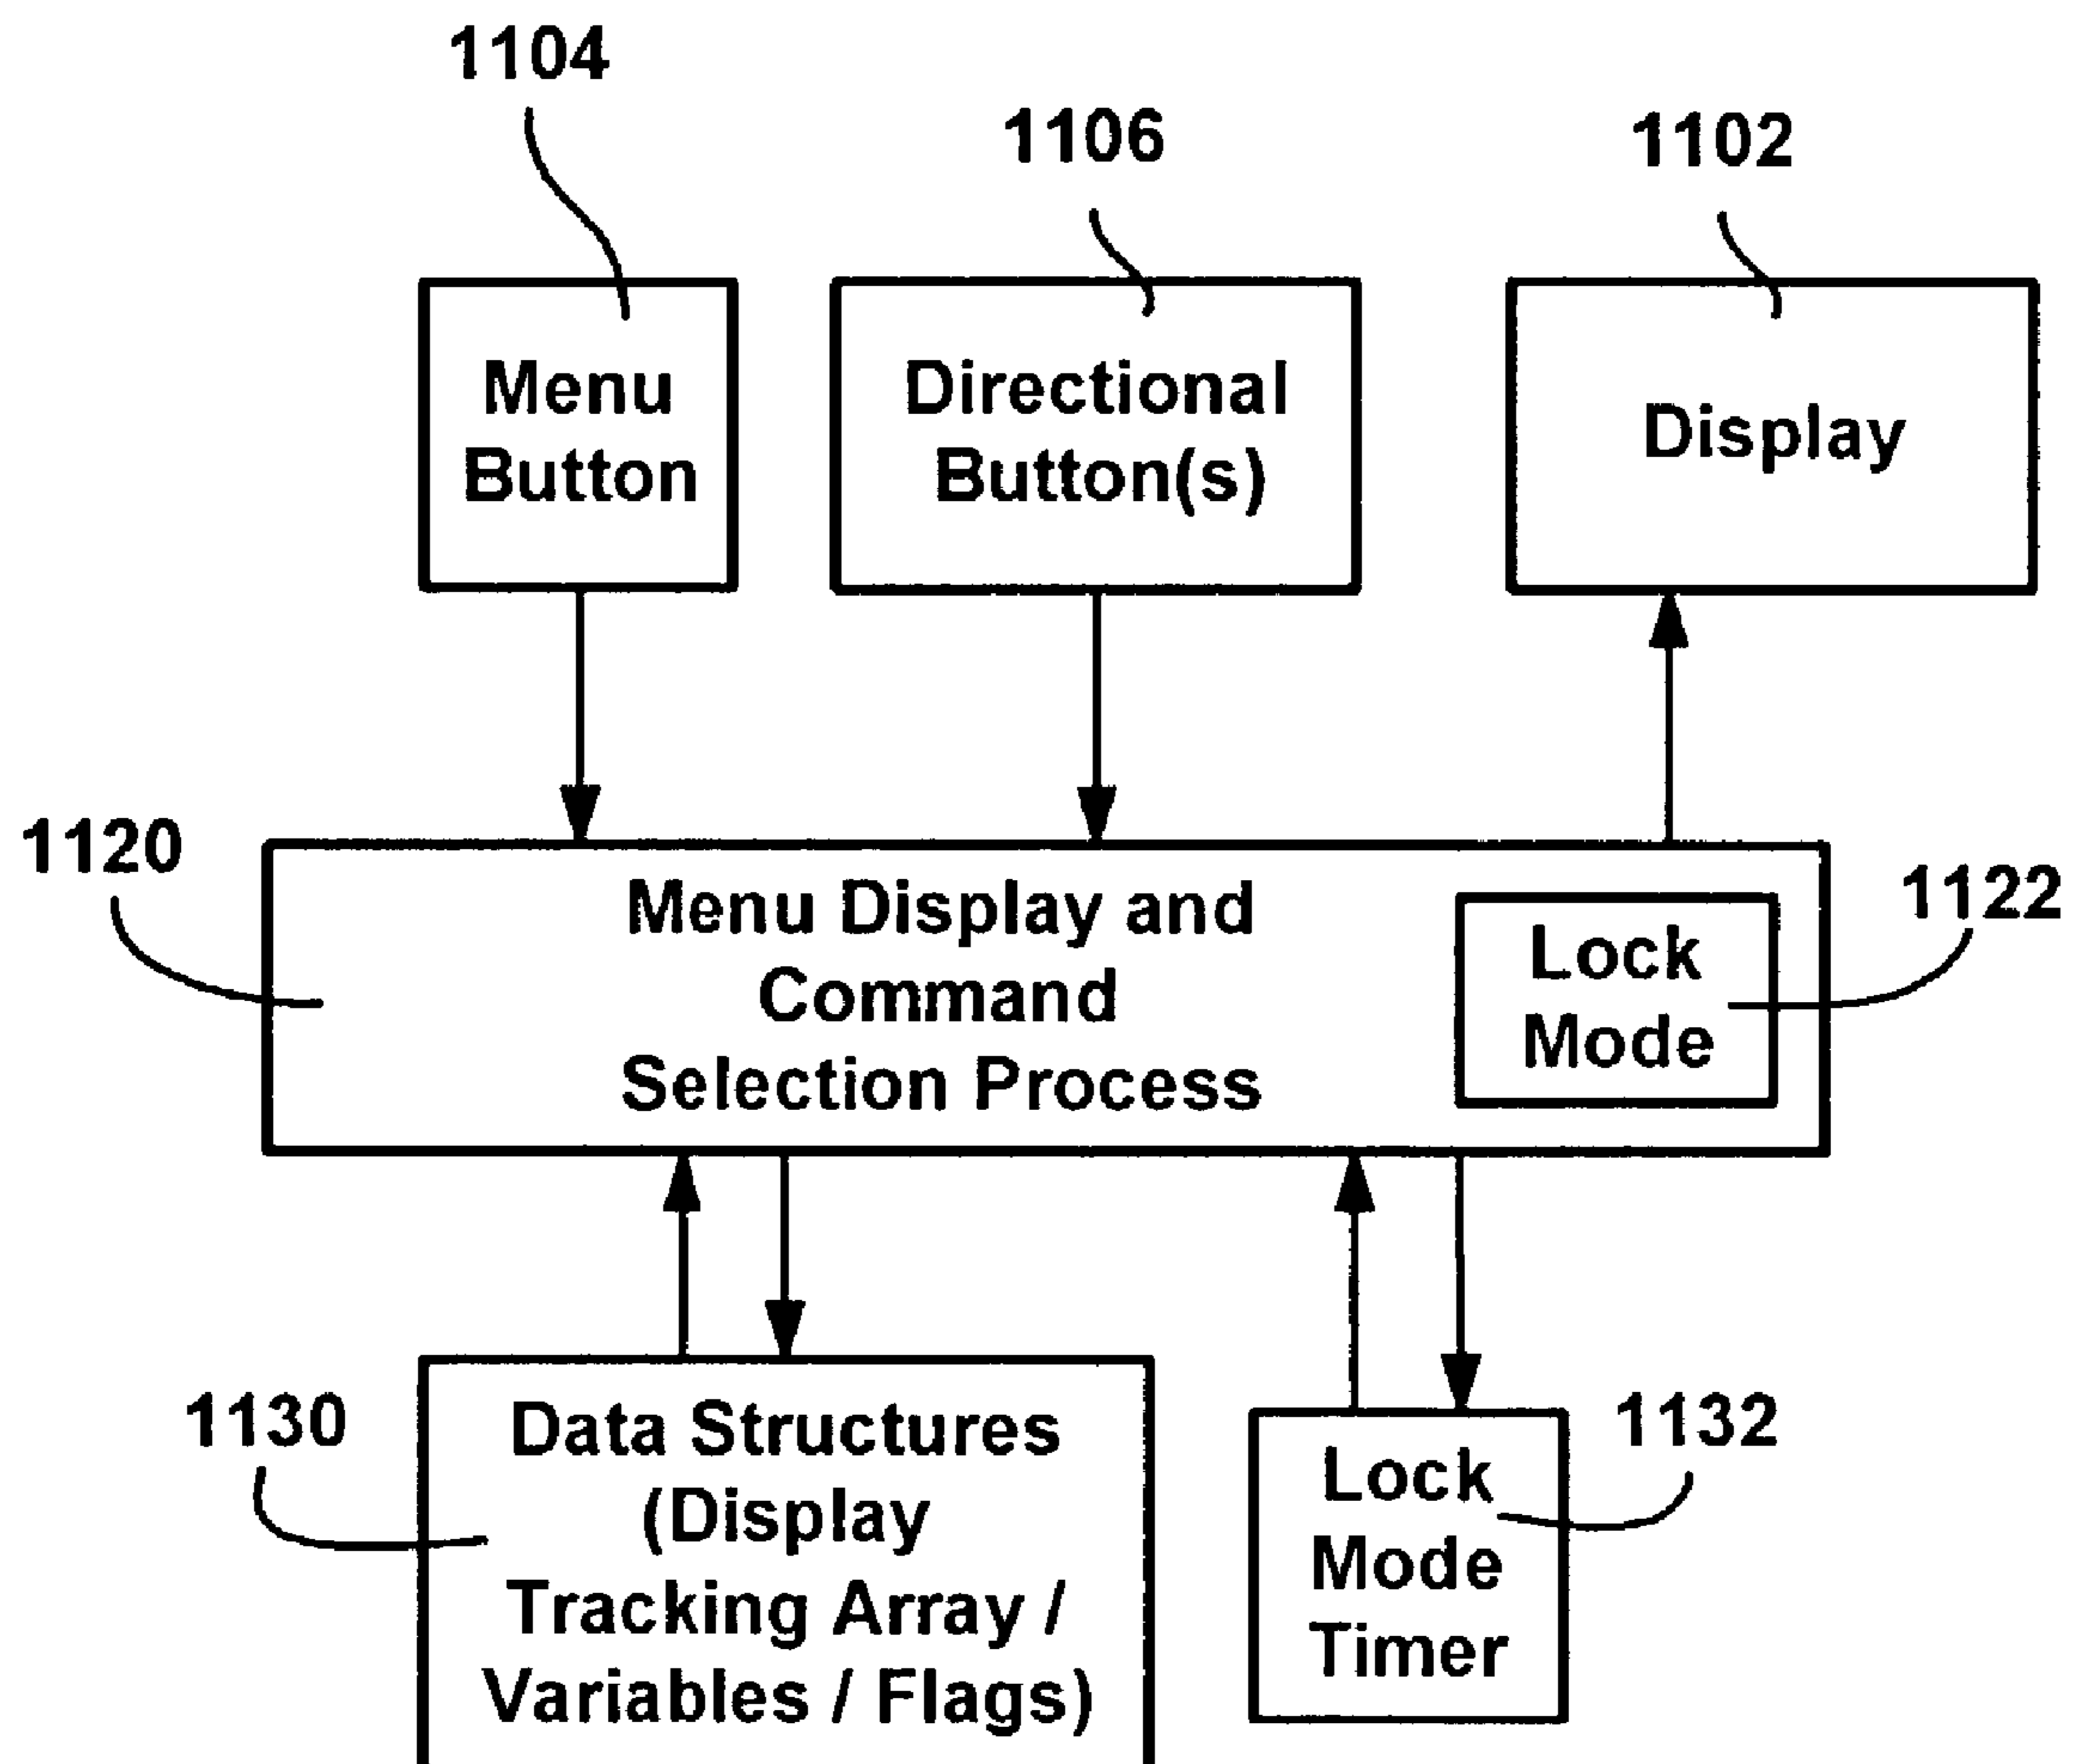 1104
1106
1102
Menu
Button
Directional
Button(s)
Display
1120
Menu Display and
Command
Selection Process
Lock
Mode
1122
1130
Data Structures
(Display
Tracking Array /
Variables / Flags)
Lock
Mode
Timer
1132